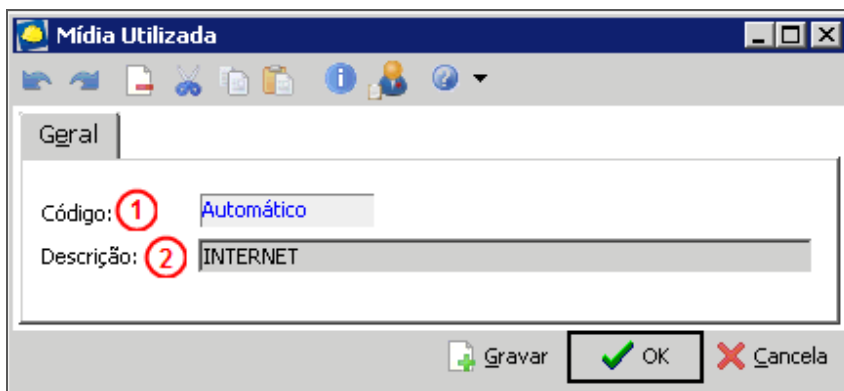 Mídia Utilizada
Geral
Código: 1 Automático
Descrição: 2 INTERNET
Gravar OK Cancela